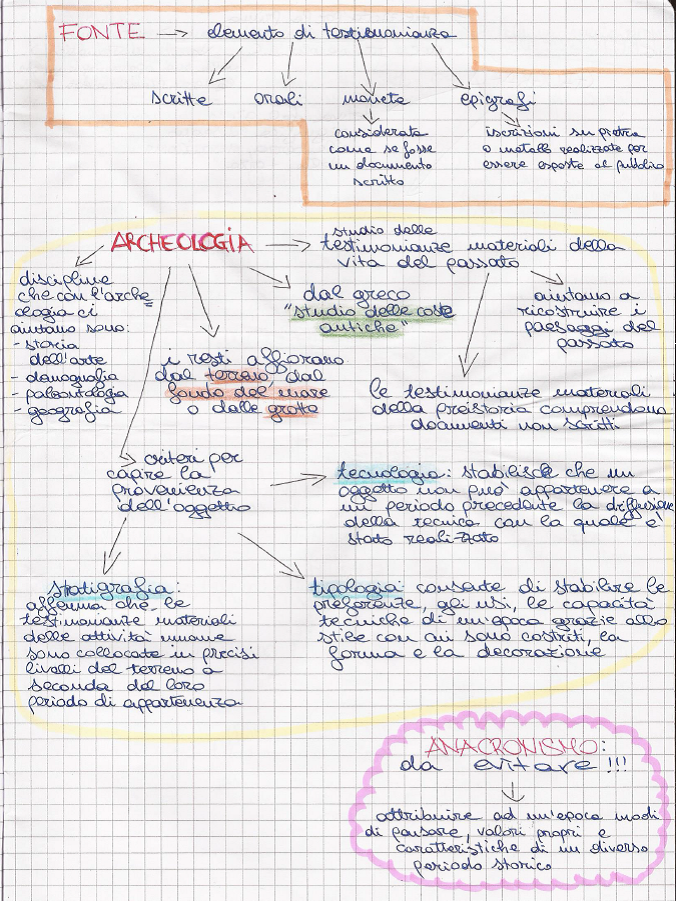 FONTE → elemento di testimonianza
scritte orali monete epigrafi
considerate
come se fosse
un documento
scritto
iscrizioni su pietra
o metallo realizzate per
essere esposte al pubblico
ARCHEOLOGIA → studio delle
testimonianze materiali della
vita del passato
discipline
che con l'arche
ologia ci
aiutano sono:
- storia
dell'arte
- demografia
- paleontologia
- geografia
dal greco
"studio delle cose
antiche"
aiutano a
ricostruire i
paesaggi del
passato
i resti affiorano
dal terreno, dal
fondo del mare
o dalle grotte
le testimonianze materiali
della preistoria comprendono
documenti non scritti
criteri per
capire la
provenienza
dell'oggetto
tecnologia: stabilisce che un
oggetto non può appartenere a
un periodo precedente la diffusione
della tecnica con la quale è
stato realizzato
stratigrafia:
afferma che le
testimonianze materiali
delle attività umane
sono collocate in precisi
livelli del terreno a
seconda del loro
periodo di appartenenza
tipologia: consente di stabilire le
preferenze, gli usi, le capacità
tecniche di un'epoca grazie allo
stile con cui sono costruiti, la
forma e la decorazione
ANACRONISMO:
da evitare!!!
attribuire ad un'epoca modi
di pensare, valori propri e
caratteristiche di un diverso
periodo storico